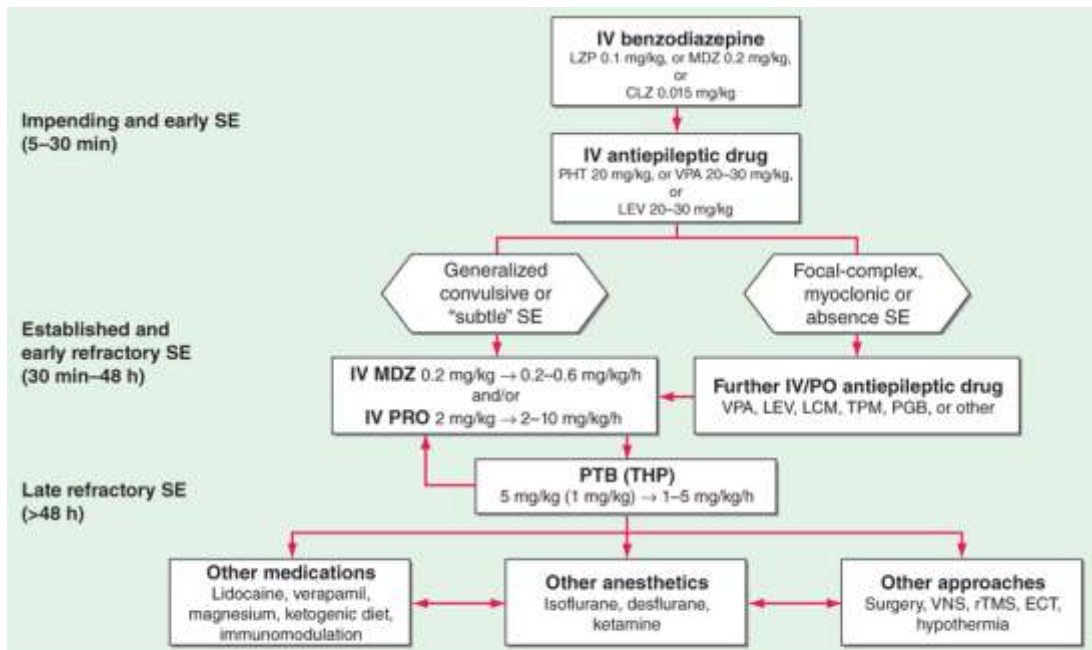 IV benzodiazepine
LZP 0.1 mg/kg, or MDZ 0.2 mg/kg,
or
CLZ 0.015 mg/kg
Impending and early SE
(5–30 min)
IV antiepileptic drug
PHT 20 mg/kg, or VPA 20–30 mg/kg,
or
LEV 20–30 mg/kg
Generalized
convulsive or
“subtle” SE
Focal-complex,
myoclonic or
absence SE
Established and
early refractory SE
(30 min–48 h)
IV MDZ 0.2 mg/kg → 0.2–0.6 mg/kg/h
and/or
IV PRO 2 mg/kg → 2–10 mg/kg/h
Further IV/PO antiepileptic drug
VPA, LEV, LCM, TPM, PGB, or other
Late refractory SE
(>48 h)
PTB (THP)
5 mg/kg (1 mg/kg) → 1–5 mg/kg/h
Other medications
Lidocaine, verapamil,
magnesium, ketogenic diet,
immunomodulation
Other anesthetics
Isoflurane, desflurane,
ketamine
Other approaches
Surgery, VNS, rTMS, ECT,
hypothermia